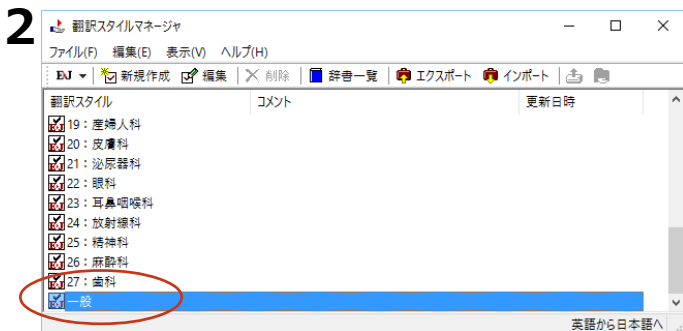 2
翻訳スタイルマネージャ
ファイル(F) 編集(E) 表示(V) ヘルプ(H)
EJ 新規作成 編集 削除 辞書一覧 エクスポート インポート
翻訳スタイル コメント 更新日時
19：産婦人科
20：皮膚科
21：泌尿器科
22：眼科
23：耳鼻咽喉科
24：放射線科
25：精神科
26：麻酔科
27：歯科
一般
英語から日本語へ